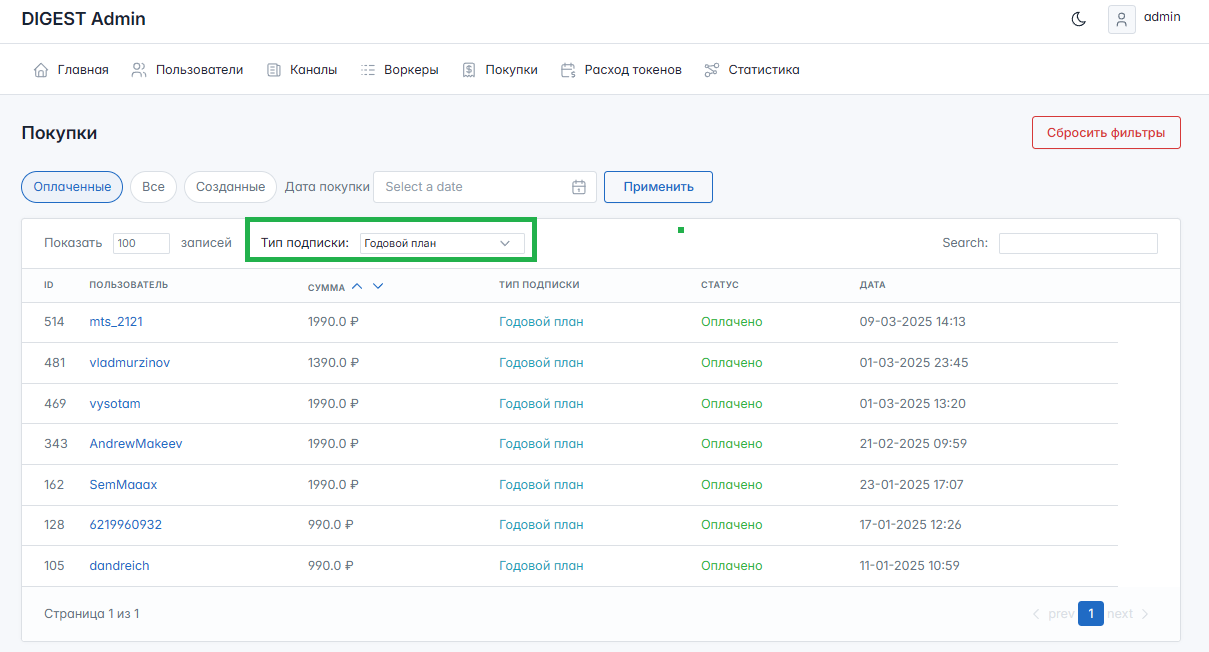 DIGEST Admin admin
Главная Пользователи Каналы Воркеры Покупки Расход токенов Статистика
Покупки Сбросить фильтры
Оплаченные Все Созданные Дата покупки Select a date Применить
Показать 100 записей Тип подписки: Годовой план Search:
ID ПОЛЬЗОВАТЕЛЬ СУММА ТИП ПОДПИСКИ СТАТУС ДАТА
514 mts_2121 1990.0 ₽ Годовой план Оплачено 09-03-2025 14:13
481 vladmurzinov 1390.0 ₽ Годовой план Оплачено 01-03-2025 23:45
469 vysotam 1990.0 ₽ Годовой план Оплачено 01-03-2025 13:20
343 AndrewMakeev 1990.0 ₽ Годовой план Оплачено 21-02-2025 09:59
162 SemMaaax 1990.0 ₽ Годовой план Оплачено 23-01-2025 17:07
128 6219960932 990.0 ₽ Годовой план Оплачено 17-01-2025 12:26
105 dandreich 990.0 ₽ Годовой план Оплачено 11-01-2025 10:59
Страница 1 из 1 prev 1 next